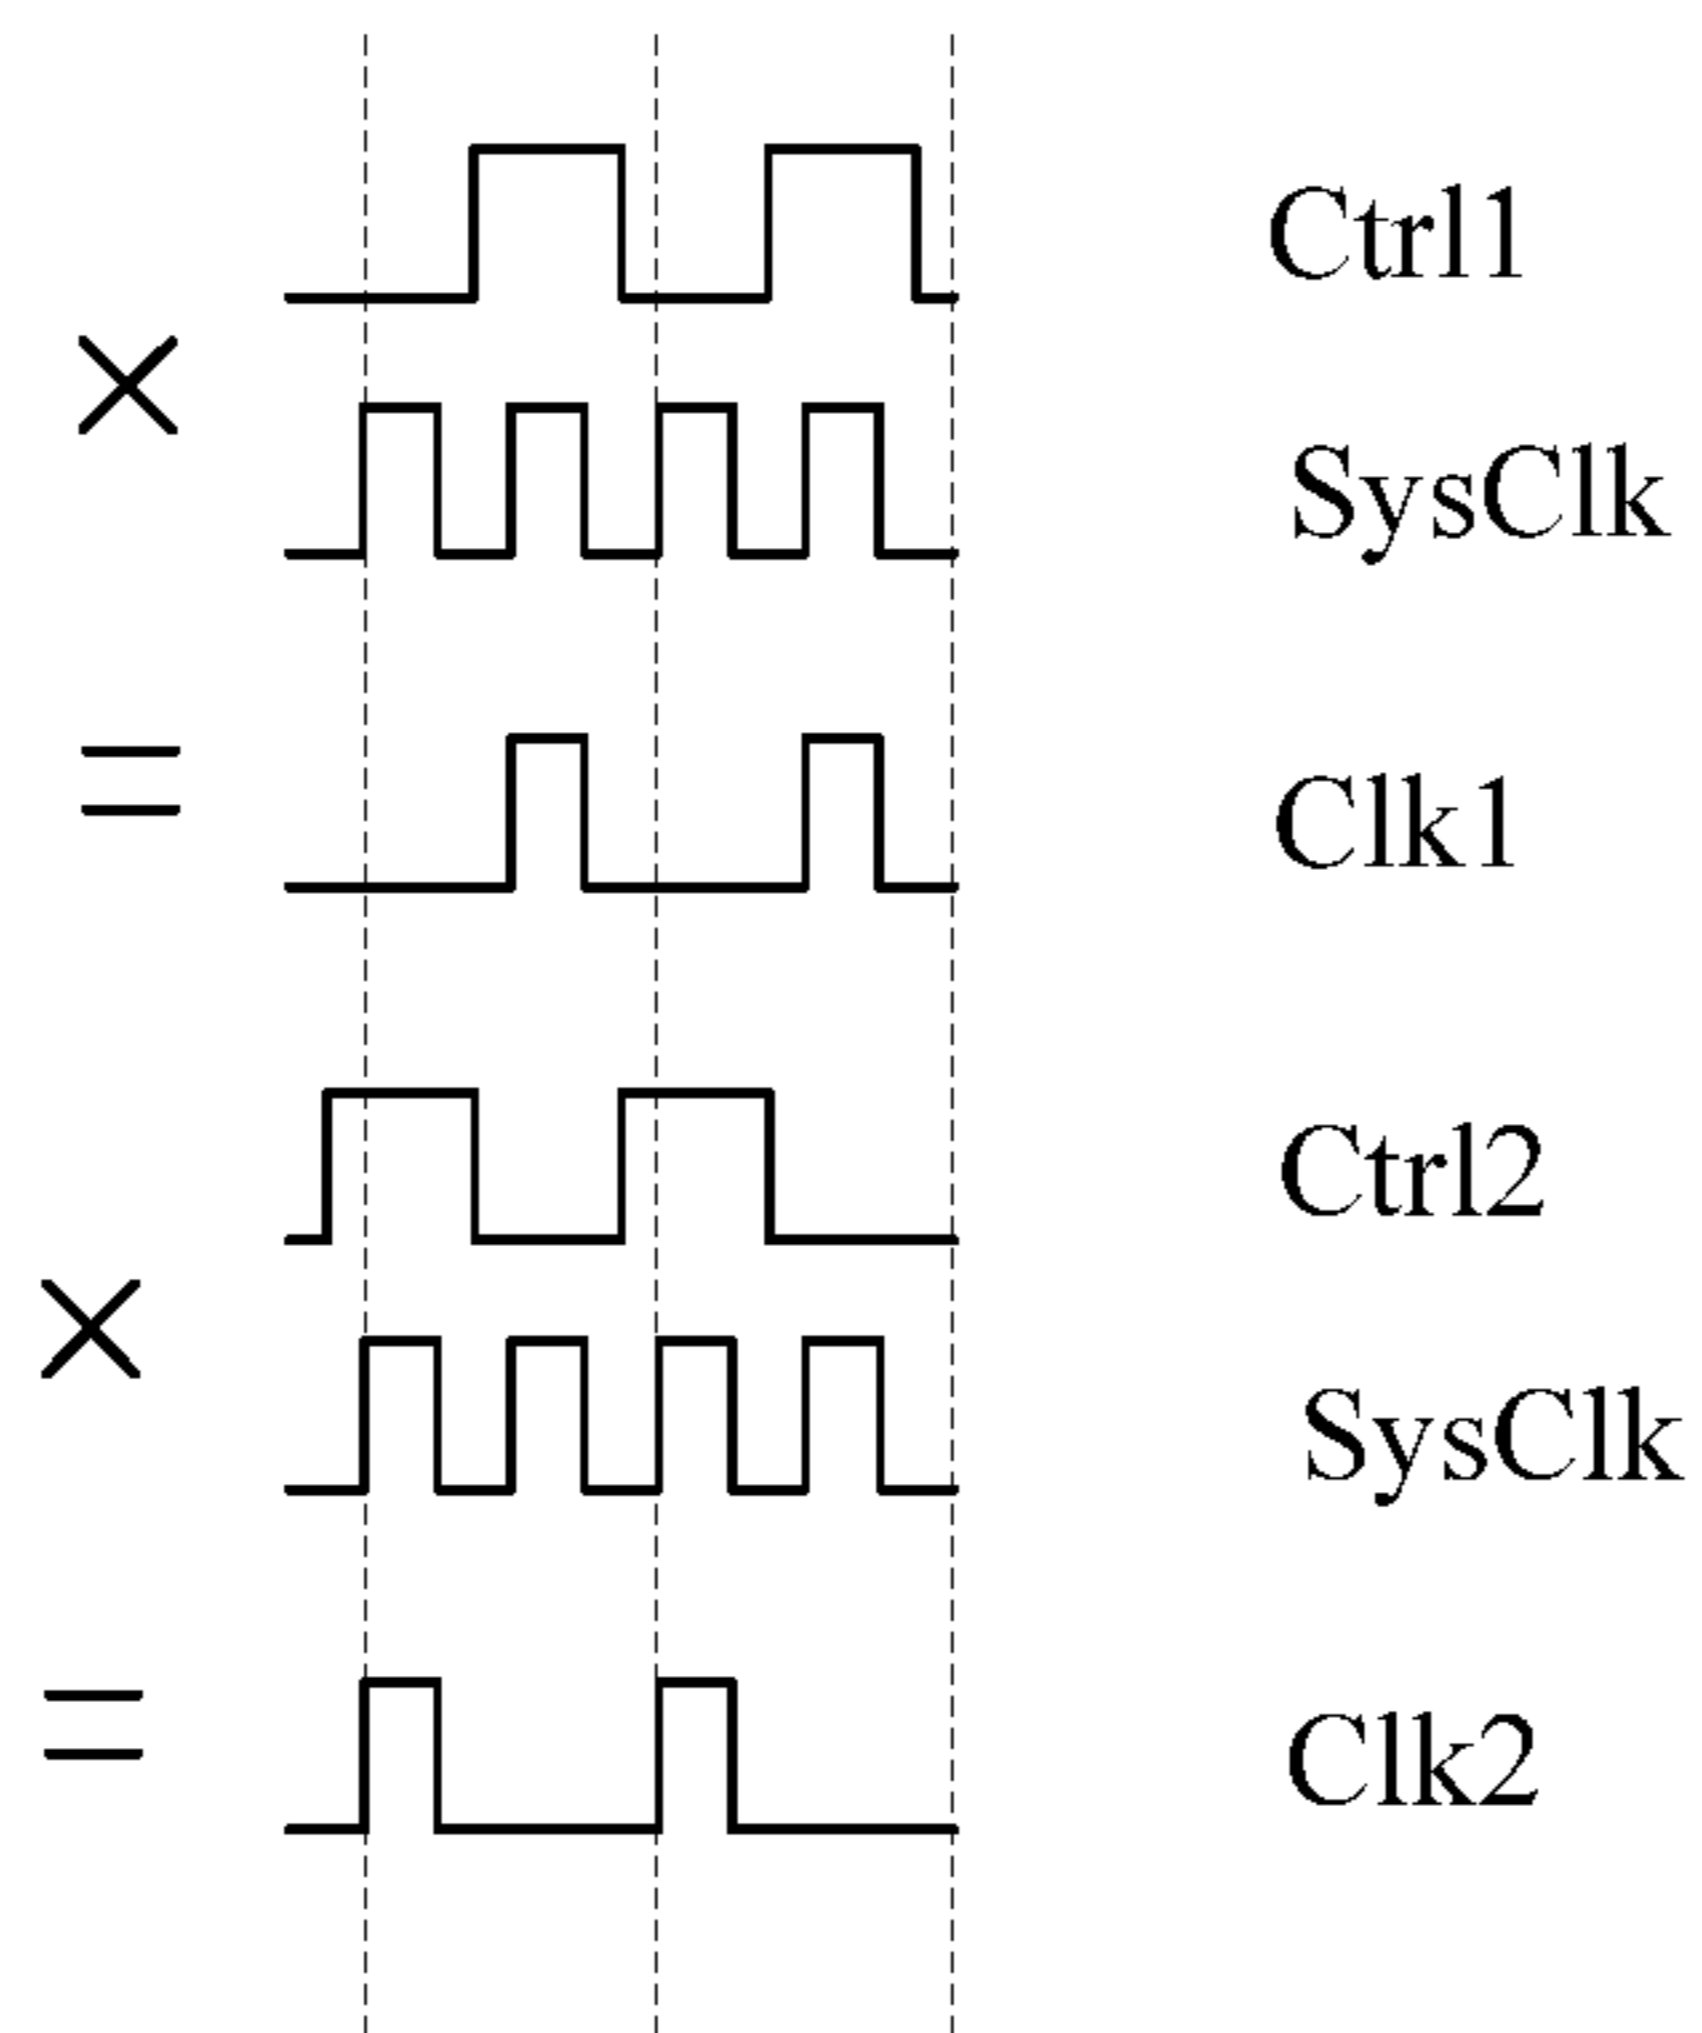 Ctrl1
× SysClk
= Clk1
Ctrl2
× SysClk
= Clk2